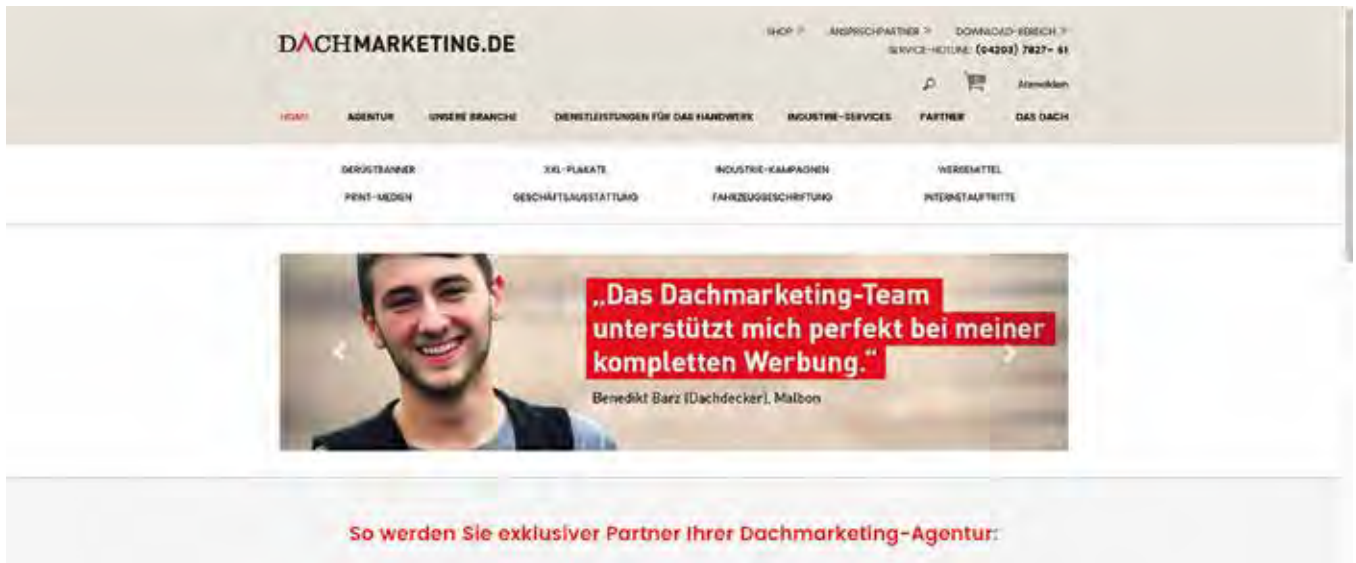 DACHMARKETING.DE
SHOP > ANSPRECHPARTNER > DOWNLOAD-BEREICH >
SERVICE-HOTLINE: (04203) 7827- 61
Anmelden
HOME AGENTUR UNSERE BRANCHE DIENSTLEISTUNGEN FÜR DAS HANDWERK INDUSTRIE-SERVICES PARTNER DAS DACH
GERÜSTBANNER XXL-PLAKATE INDUSTRIE-KAMPAGNEN WERBEMITTEL
PRINT-MEDIEN GESCHÄFTSAUSSTATTUNG FAHRZEUGBESCHRIFTUNG INTERNETAUFTRITTE
„Das Dachmarketing-Team
unterstützt mich perfekt bei meiner
kompletten Werbung.“
Benedikt Barz (Dachdecker), Malbon
So werden Sie exklusiver Partner Ihrer Dachmarketing-Agentur: